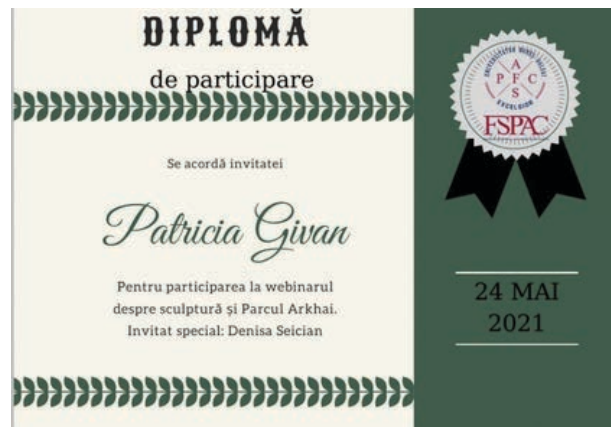 DIPLOMĂ
de participare
Se acordă invitatei
Patricia Givan
Pentru participarea la webinarul
despre sculptură și Parcul Arkhai.
Invitat special: Denisa Seician
A
P F C
S
EXCELSIOR
FSPAC
24 MAI
2021